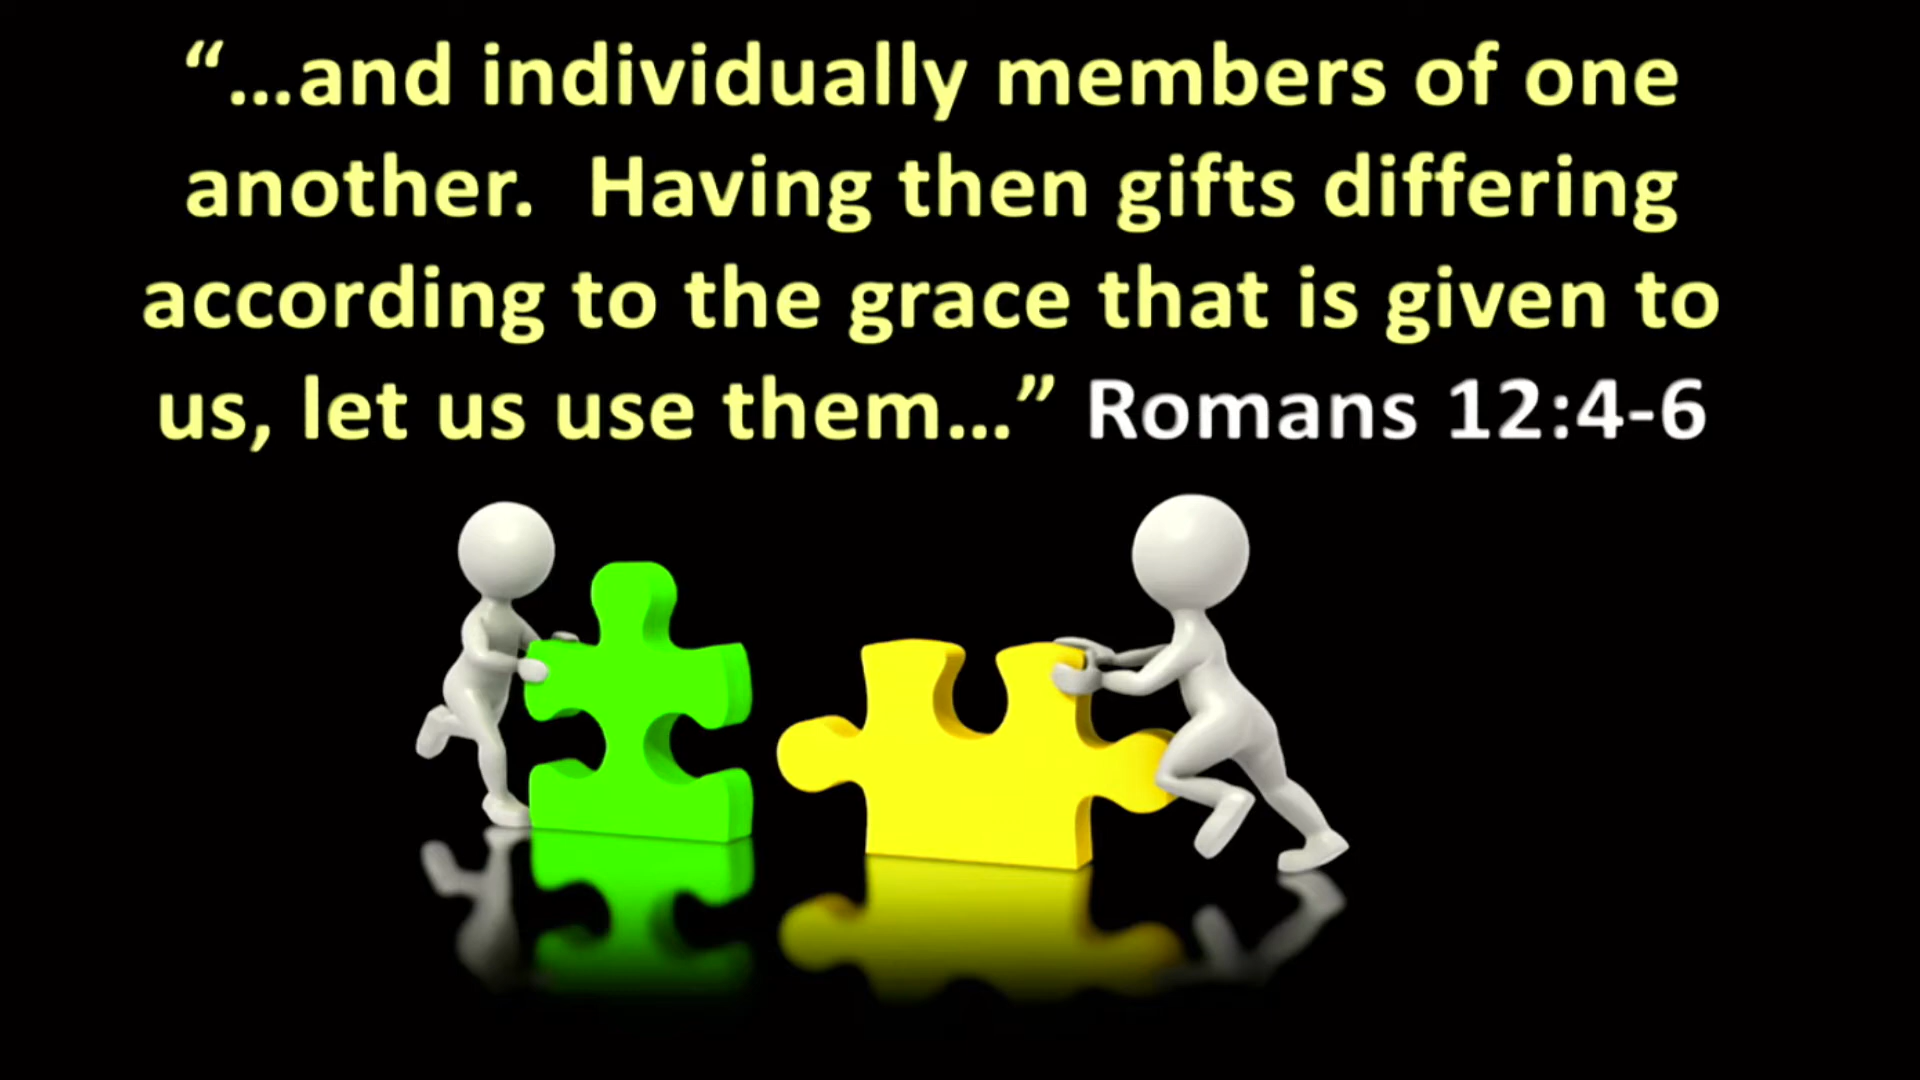 “...and individually members of one
another.  Having then gifts differing
according to the grace that is given to
us, let us use them...” Romans 12:4-6